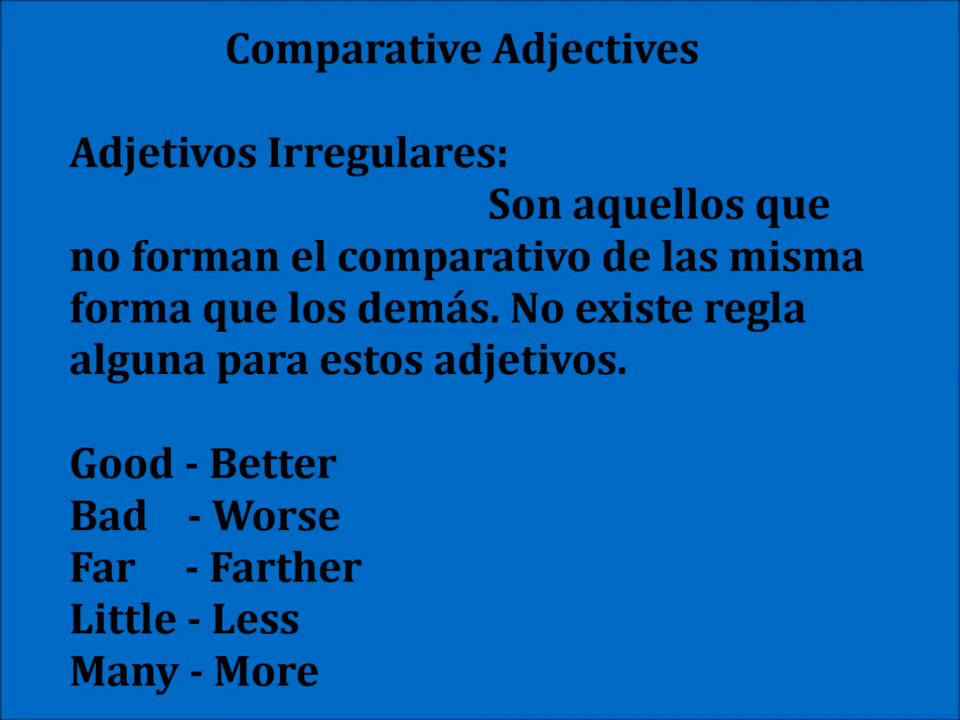 Comparative Adjectives
Adjetivos Irregulares:
Son aquellos que
no forman el comparativo de las misma
forma que los demás. No existe regla
alguna para estos adjetivos.
Good - Better
Bad - Worse
Far - Farther
Little - Less
Many - More